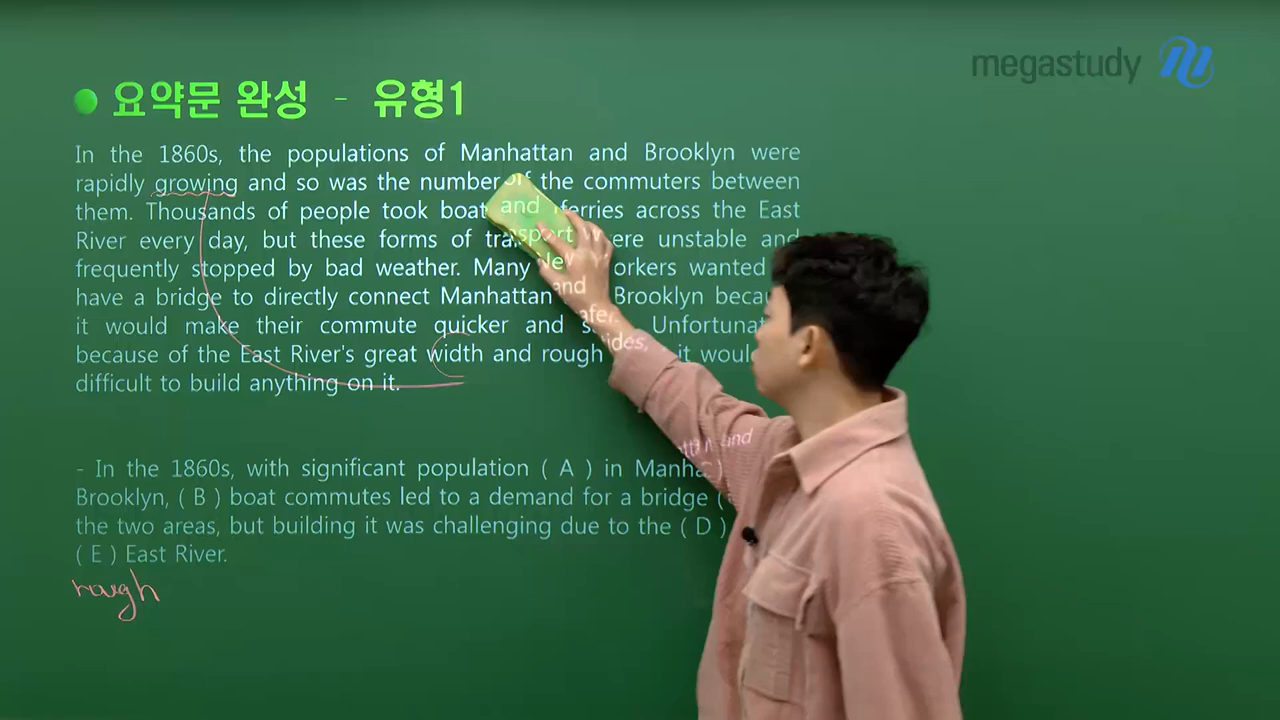 megastudy
요약문 완성 - 유형1
In the 1860s, the populations of Manhattan and Brooklyn were
rapidly growing and so was the number of the commuters between
them. Thousands of people took boat and ferries across the East
River every day, but these forms of were unstable and
frequently stopped by bad weather. Many wanted
have a bridge to directly connect Manhattan and Brooklyn
it would make their commute quicker and
because of the East River's great width and rough it would
difficult to build anything on it.
- In the 1860s, with significant population ( A ) in
Brooklyn, ( B ) boat commutes led to a demand for a bridge (
the two areas, but building it was challenging due to the ( D )
( E ) East River.
rough